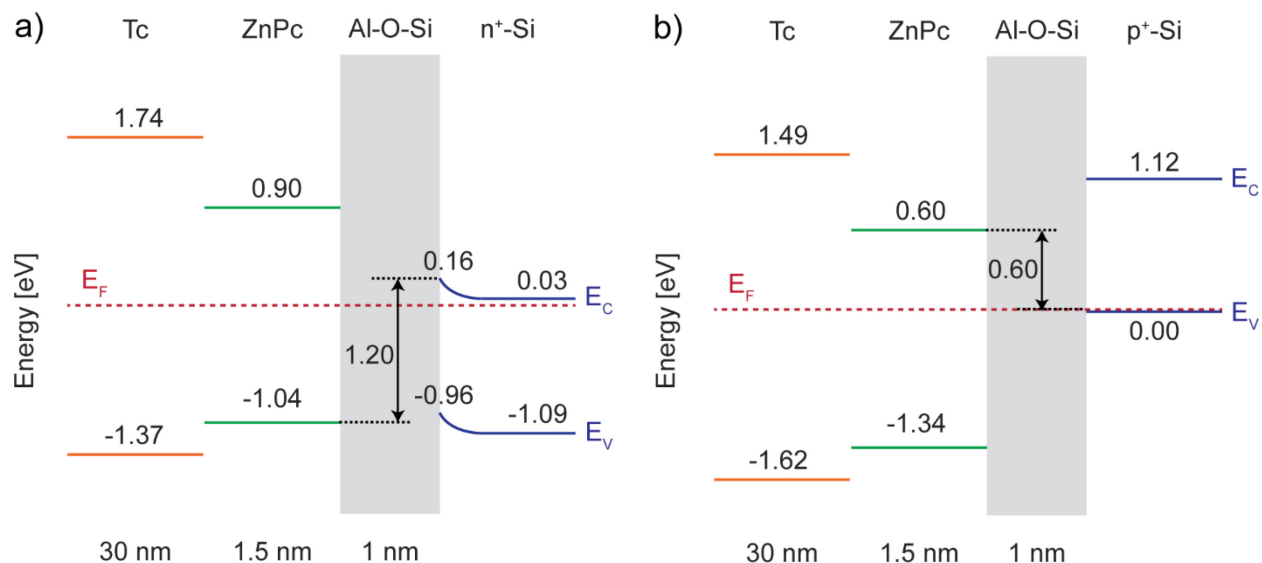 a)
Tc ZnPc Al-O-Si n⁺-Si
1.74
0.90
0.16
0.03
E_F
E_C
1.20
-0.96
-1.04
-1.09
-1.37
E_V
Energy [eV]
30 nm 1.5 nm 1 nm
b)
Tc ZnPc Al-O-Si p⁺-Si
1.49
1.12
E_C
0.60
0.60
E_F
E_V
0.00
-1.34
-1.62
Energy [eV]
30 nm 1.5 nm 1 nm